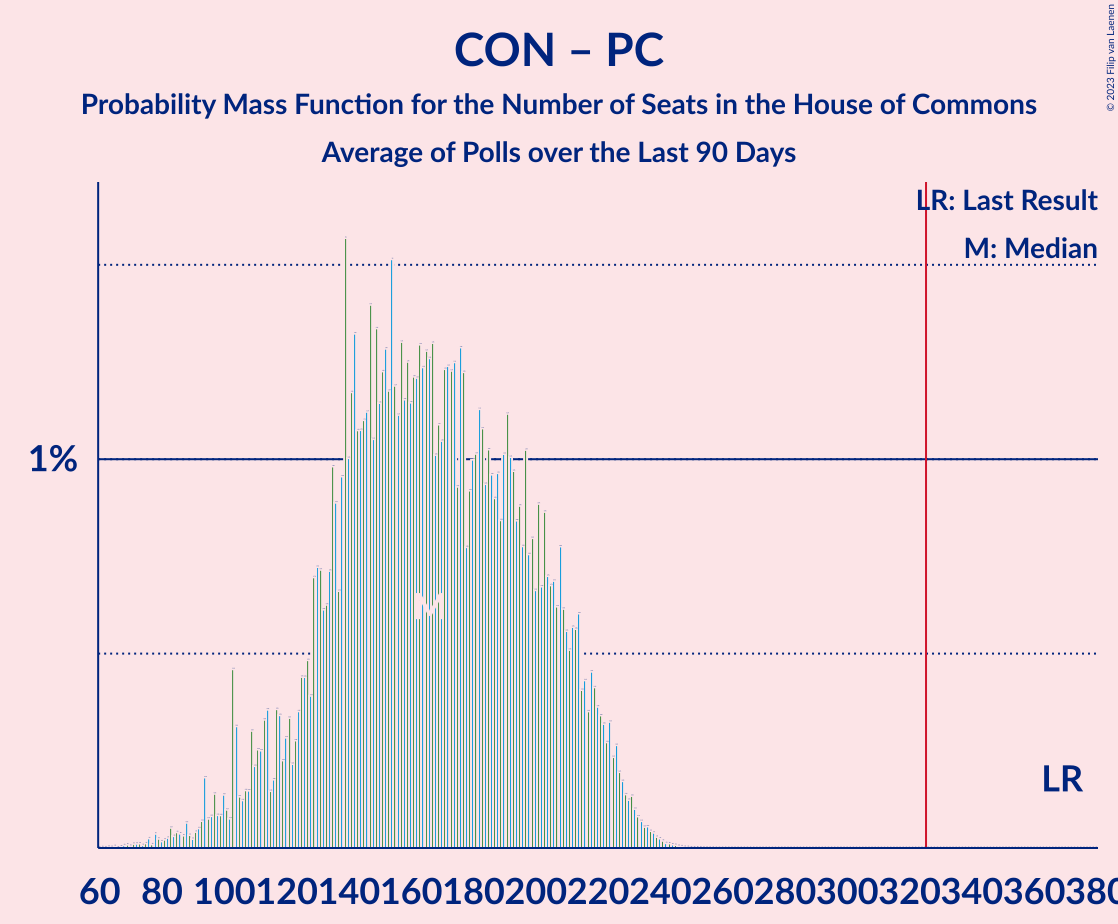 CON – PC
Probability Mass Function for the Number of Seats in the House of Commons
Average of Polls over the Last 90 Days
© 2023 Filip van Laenen
LR: Last Result
M: Median
1%
M
LR
60 80 100 120 140 160 180 200 220 240 260 280 300 320 340 360 380